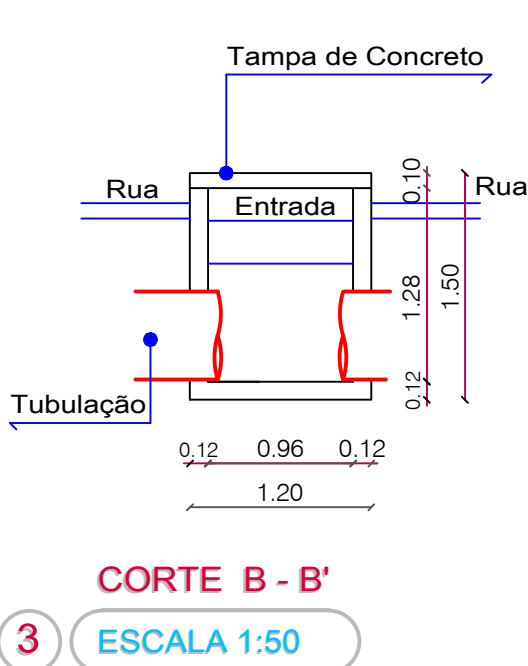 Tampa de Concreto
Rua
Entrada
Rua
0.10
1.28
1.50
0.12
Tubulação
0.12 0.96 0.12
1.20
CORTE B - B'
3 ESCALA 1:50